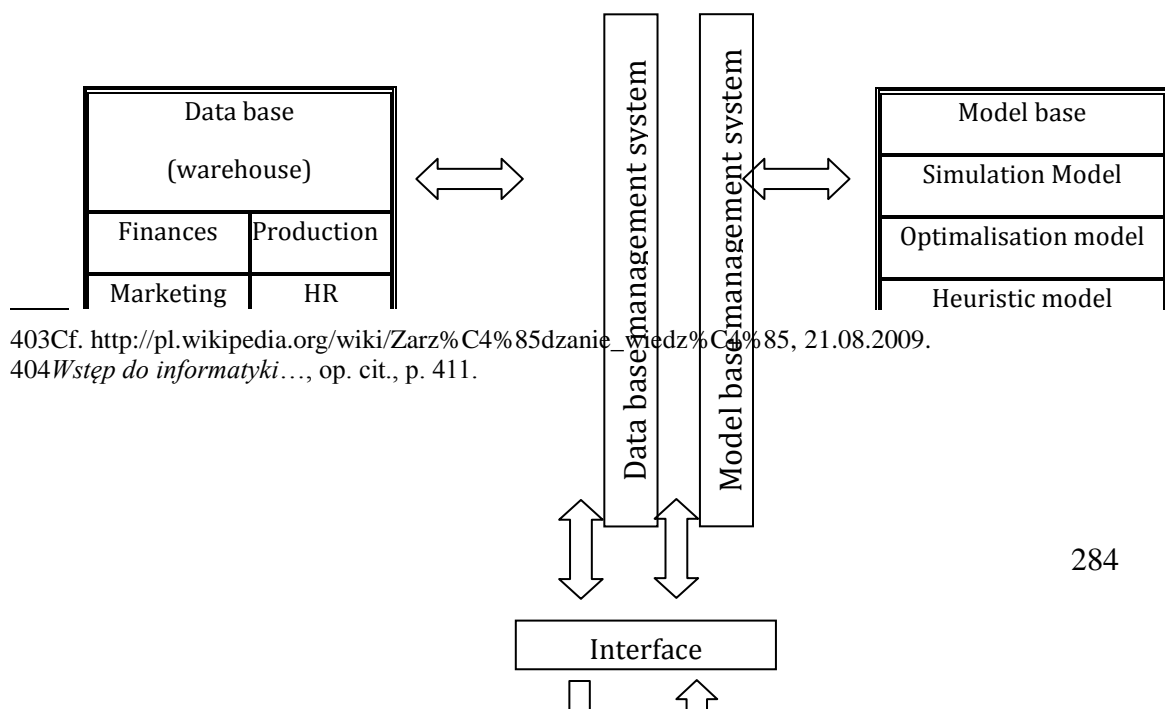 Data base
(warehouse)
Finances Production
Marketing HR
Data base management system
Model base management system
Model base
Simulation Model
Optimalisation model
Heuristic model
403Cf. http://pl.wikipedia.org/wiki/Zarz%C4%85dzanie_wiedz%C4%85, 21.08.2009.
404Wstęp do informatyki…, op. cit., p. 411.
284
Interface